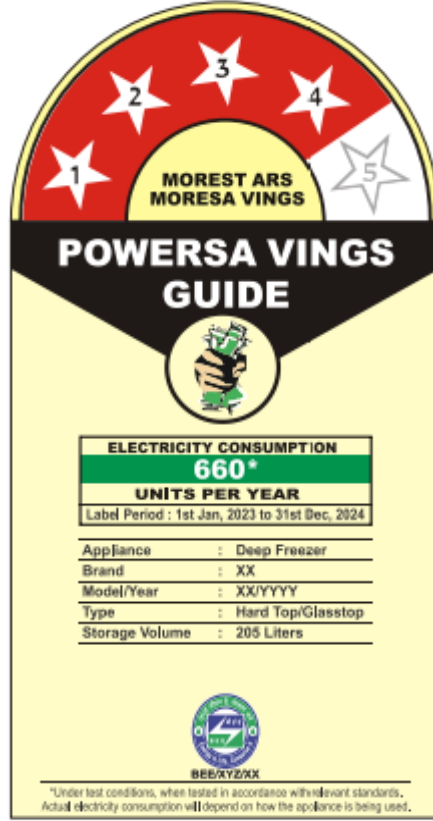 1 2 3 4 5
MOREST ARS
MORESA VINGS
POWERSA VINGS
GUIDE
ELECTRICITY CONSUMPTION
660*
UNITS PER YEAR
Label Period : 1st Jan, 2023 to 31st Dec, 2024
Appliance : Deep Freezer
Brand : XX
Model/Year : XX/YYYY
Type : Hard Top/Glasstop
Storage Volume : 205 Liters
BEE/XYZ/XX
*Under test conditions, when tested in accordance withrelevant standards.
Actual electricity consumption will depend on how the appliance is being used.